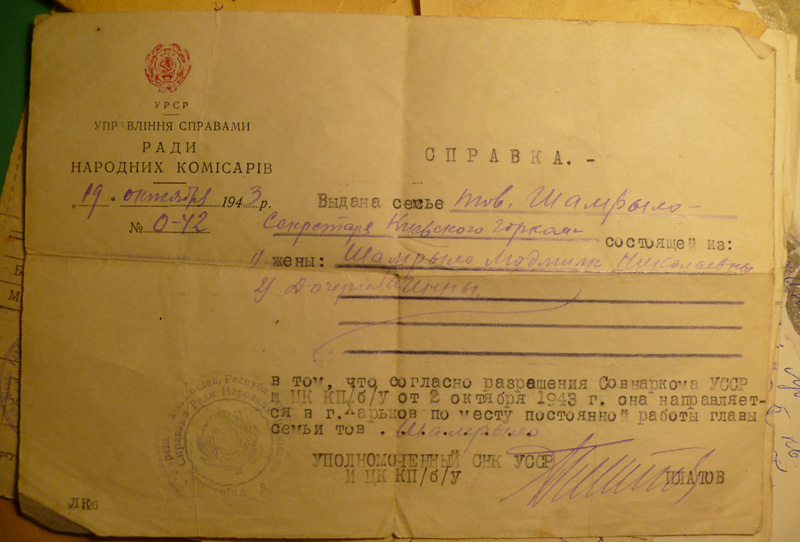 УРСР
УПРАВЛІННЯ СПРАВАМИ
РАДИ
НАРОДНИХ КОМІСАРІВ
"19" октября 1943 р.
№ 0-42
СПРАВКА.-
Выдана семье тов. Шамрыло-
Секретаря Киевского горком-
состоящей из:
1) жены: Шамрыло Людмилы Николаевны
2) Дочери Инны.
в том, что согласно разрешения Совнаркома УССР
и ЦК КП/б/У от 2 октября 1943 г. она направляет-
ся в г.Харьков по месту постоянной работы главы
семьи тов. Шамрыло
УПОЛНОМОЧЕННЫЙ СНК УССР
И ЦК КП/б/У
ПЛАТОВ